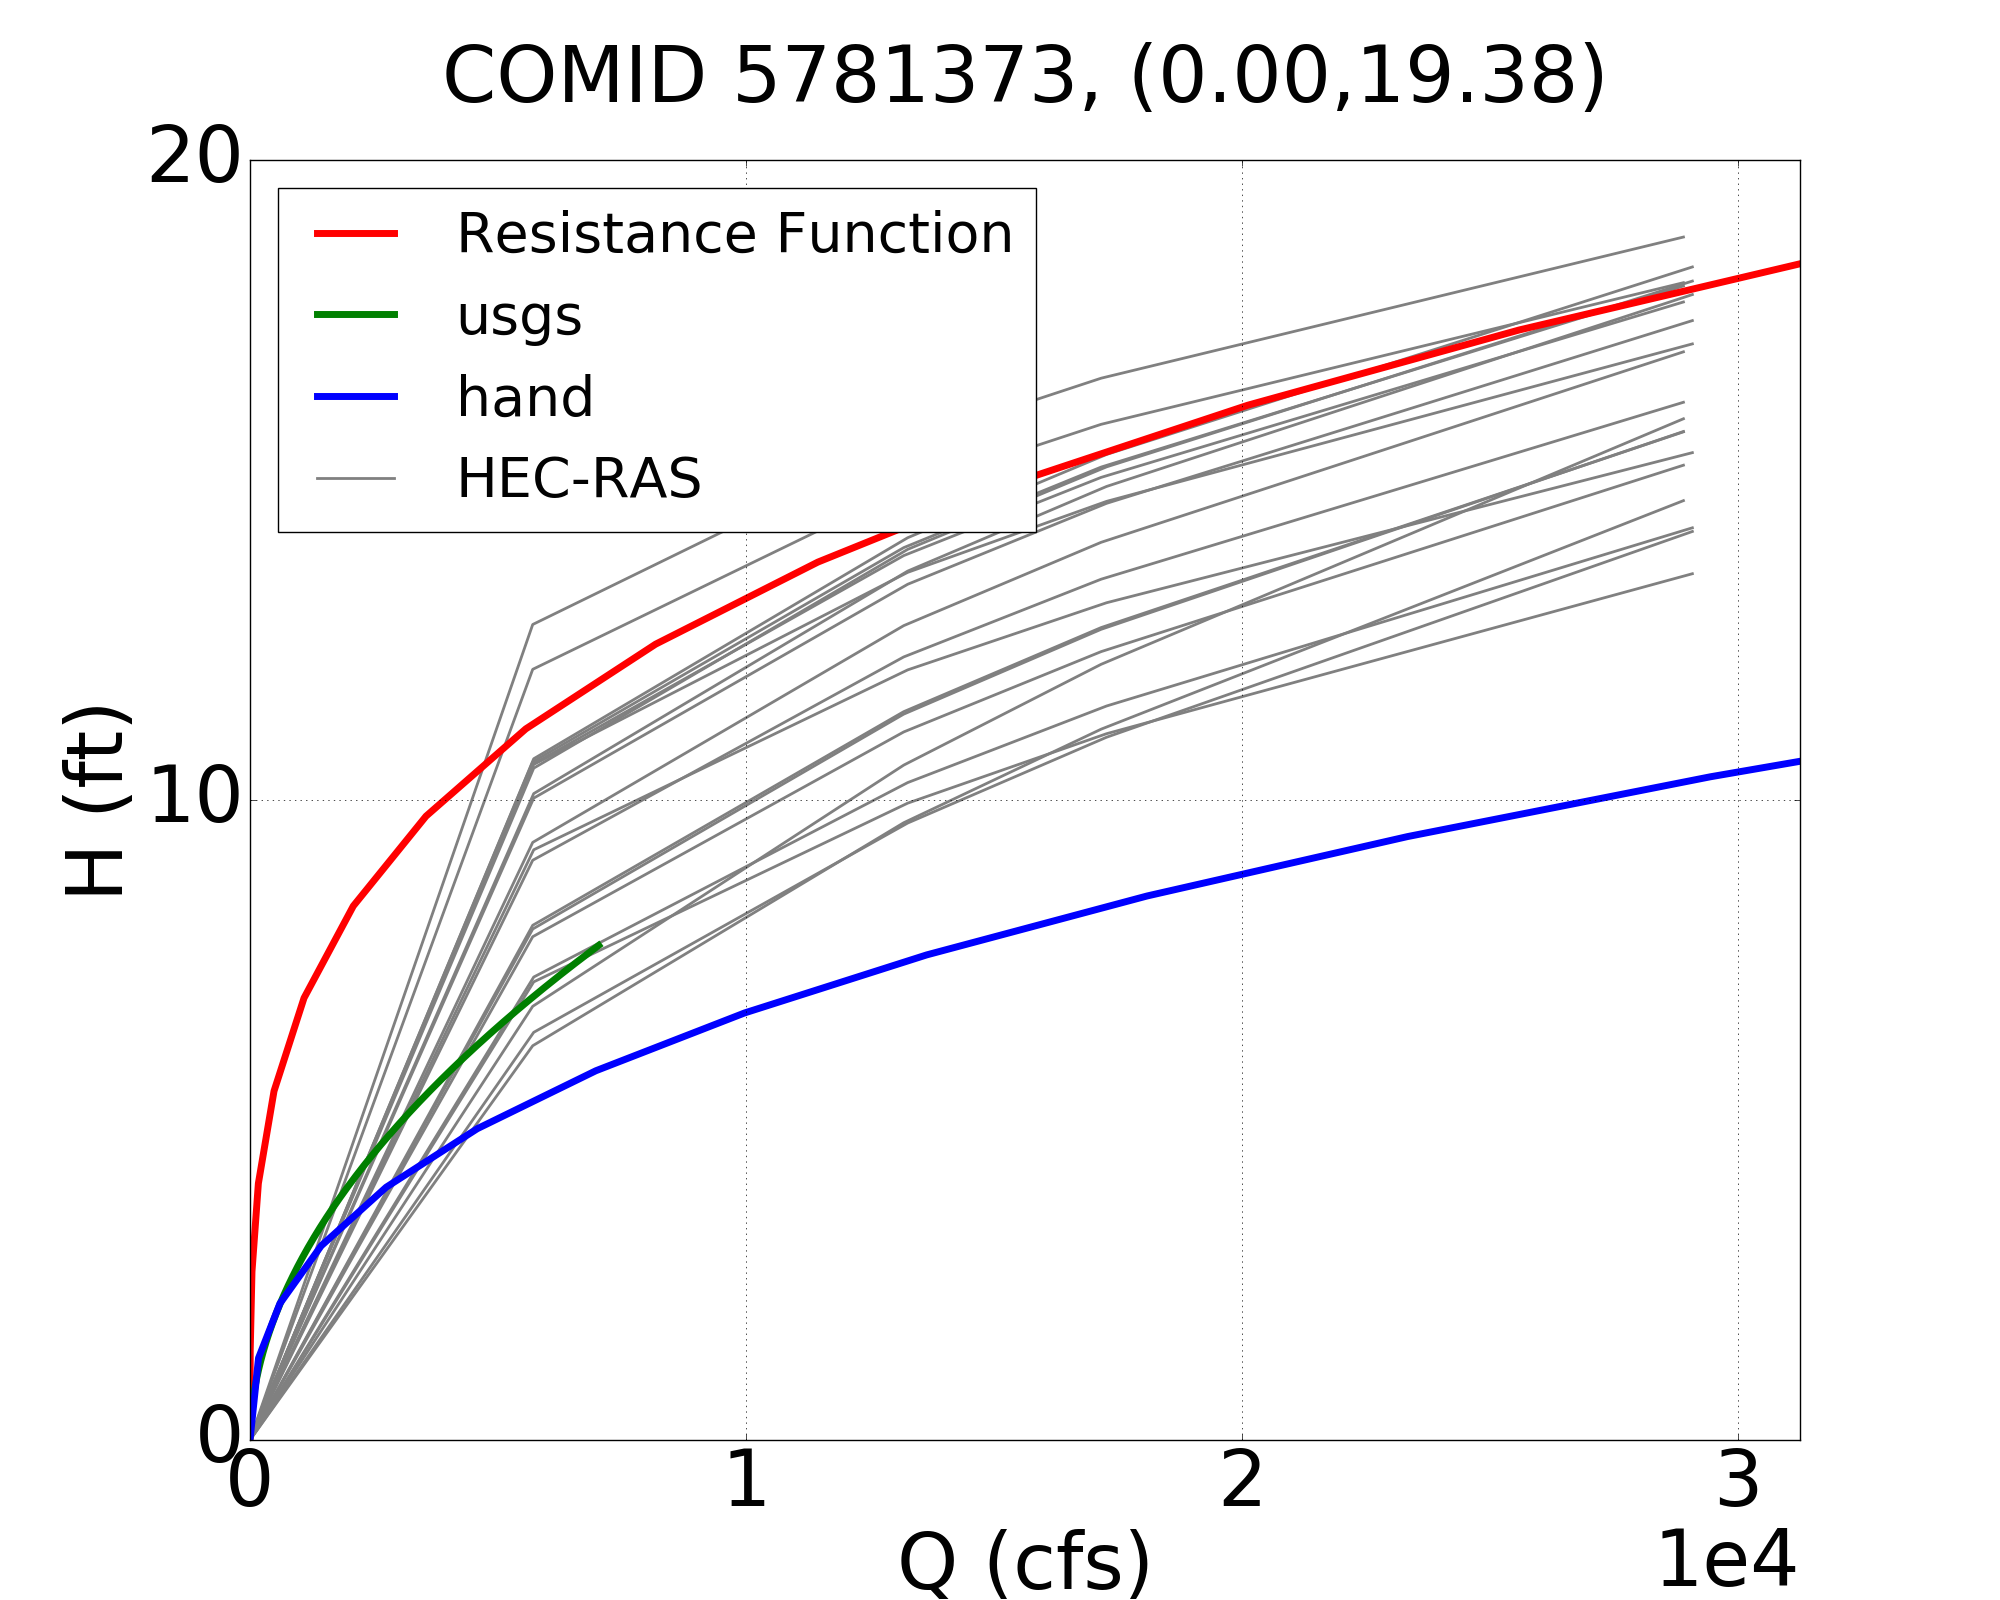 COMID 5781373, (0.00,19.38)
20
Resistance Function
usgs
hand
HEC-RAS
H (ft)
10
0
0 1 2 3
Q (cfs)
1e4